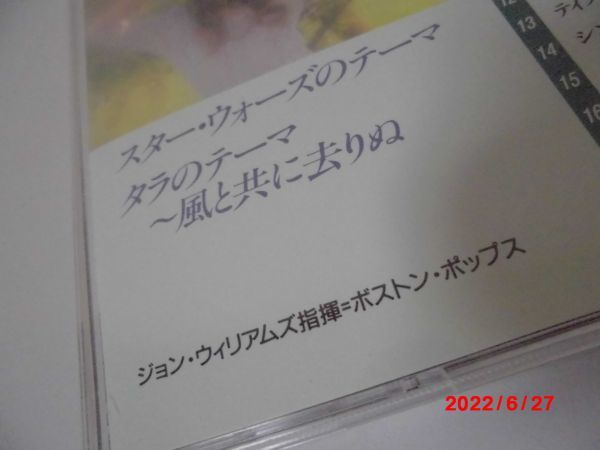 スター・ウォーズのテーマ
タラのテーマ
〜風と共に去りぬ
ジョン・ウィリアムズ指揮=ボストン・ポップス
12
13
14
15
16
2022/6/27